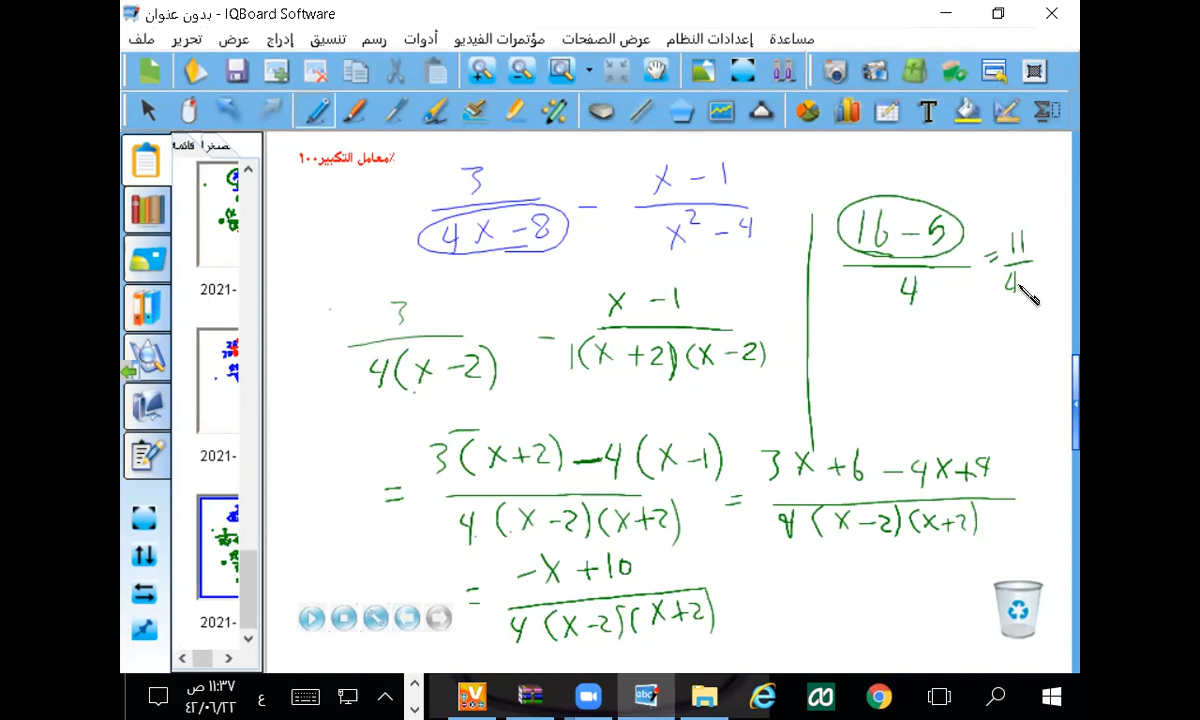 بدون عنوان - IQBoard Software
ملف تحرير عرض إدراج تنسيق رسم أدوات مؤتمرات الفيديو عرض الصفحات إعدادات النظام مساعدة
معامل التكبير١٠٠٪
3/(4x - 8) - (x - 1)/(x² - 4)
(16 - 5)/4 = 11/4
3/(4(x - 2)) - (x - 1)/(1(x + 2)(x - 2))
= (3(x+2) - 4(x-1))/(4(x-2)(x+2)) = (3x+6 - 4x+4)/(4(x-2)(x+2))
= (-x+10)/(4(x-2)(x+2))
2021-
2021-
2021-
١١:٣٧ ص
٤٢/٠٦/٢٢
ع